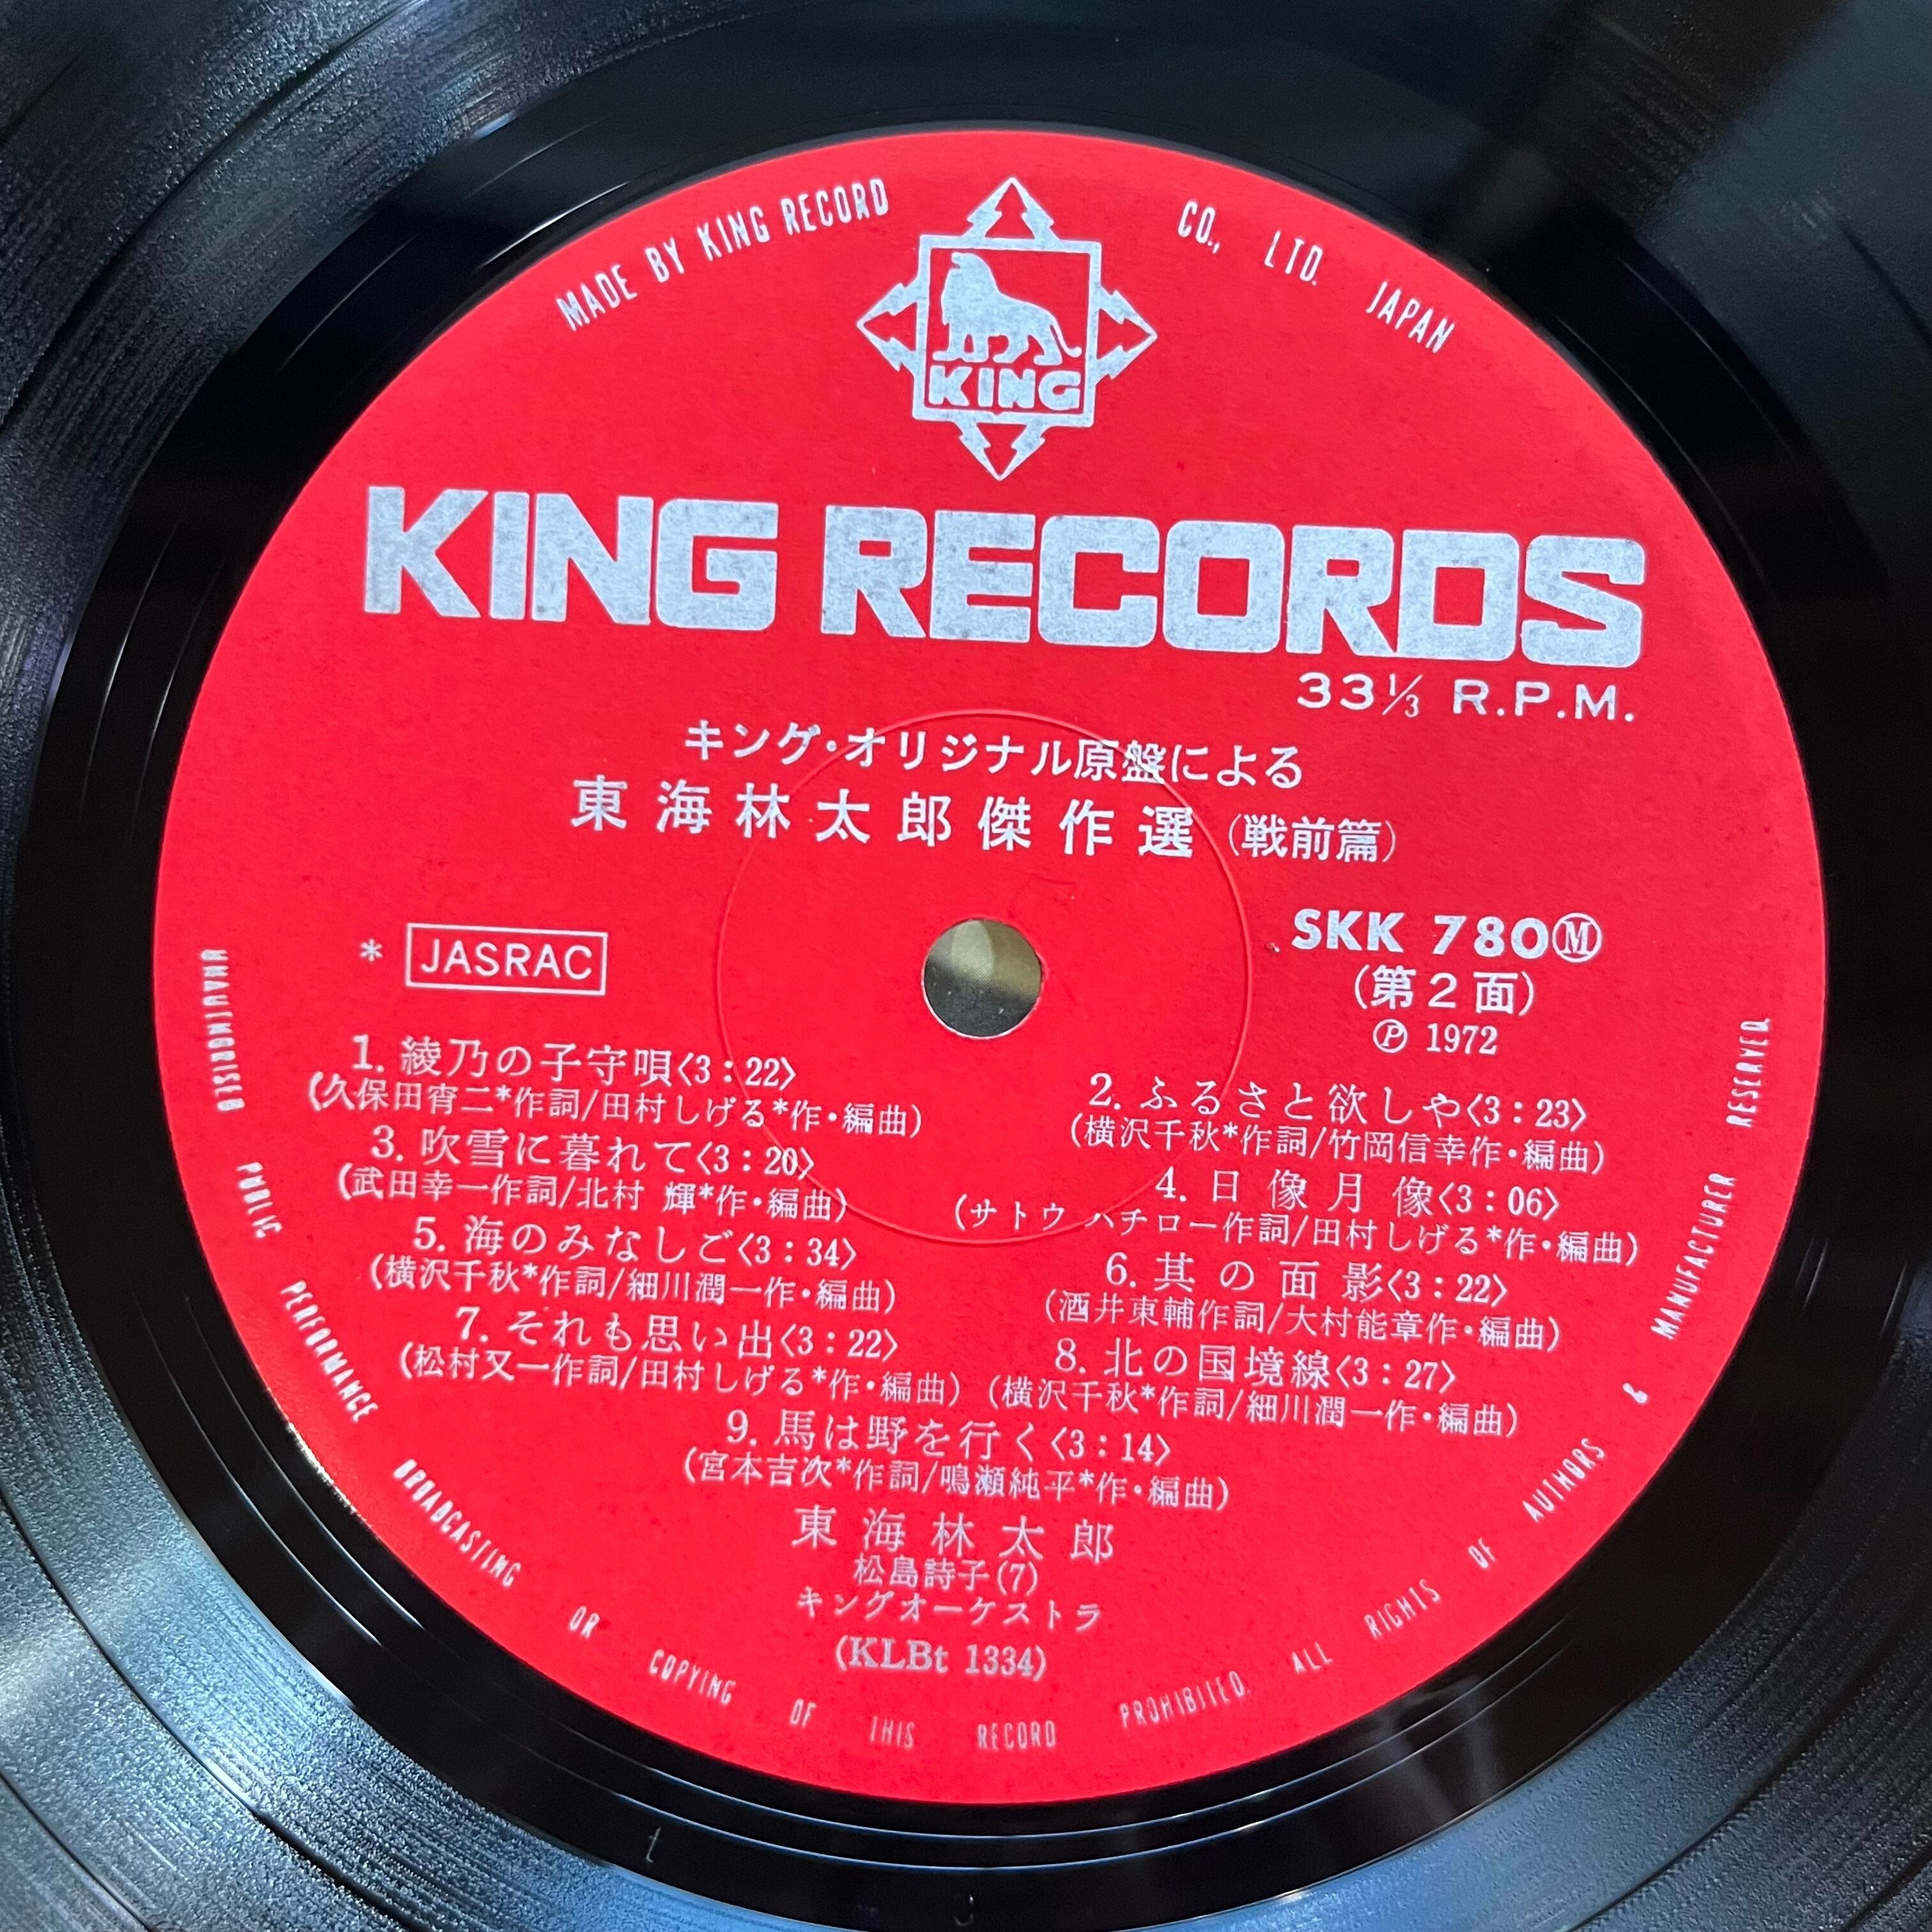 MADE BY KING RECORD CO., LTD. JAPAN
KING
KING RECORDS
33⅓ R.P.M.
キング・オリジナル原盤による
東海林太郎傑作選(戦前篇)
* JASRAC
SKK 780Ⓜ
(第2面)
Ⓟ 1972
1. 綾乃の子守唄〈3:22〉
(久保田宵二*作詞/田村しげる*作・編曲)
2. ふるさと欲しや〈3:23〉
(横沢千秋*作詞/竹岡信幸作・編曲)
3. 吹雪に暮れて〈3:20〉
(武田幸一作詞/北村 輝*作・編曲)
4. 日像月像〈3:06〉
(サトウ ハチロー作詞/田村しげる*作・編曲)
5. 海のみなしご〈3:34〉
(横沢千秋*作詞/細川潤一作・編曲)
6. 其の面影〈3:22〉
(酒井東輔作詞/大村能章作・編曲)
7. それも思い出〈3:22〉
(松村又一作詞/田村しげる*作・編曲)
8. 北の国境線〈3:27〉
(横沢千秋*作詞/細川潤一作・編曲)
9. 馬は野を行く〈3:14〉
(宮本吉次*作詞/鳴瀬純平*作・編曲)
東海林太郎
松島詩子(7)
キングオーケストラ
(KLBt 1334)
UNAUTHORISED PUBLIC PERFORMANCE BROADCASTING OR COPYING OF THIS RECORD PROHIBITED. ALL RIGHTS OF AUTHORS & MANUFACTURER RESERVED